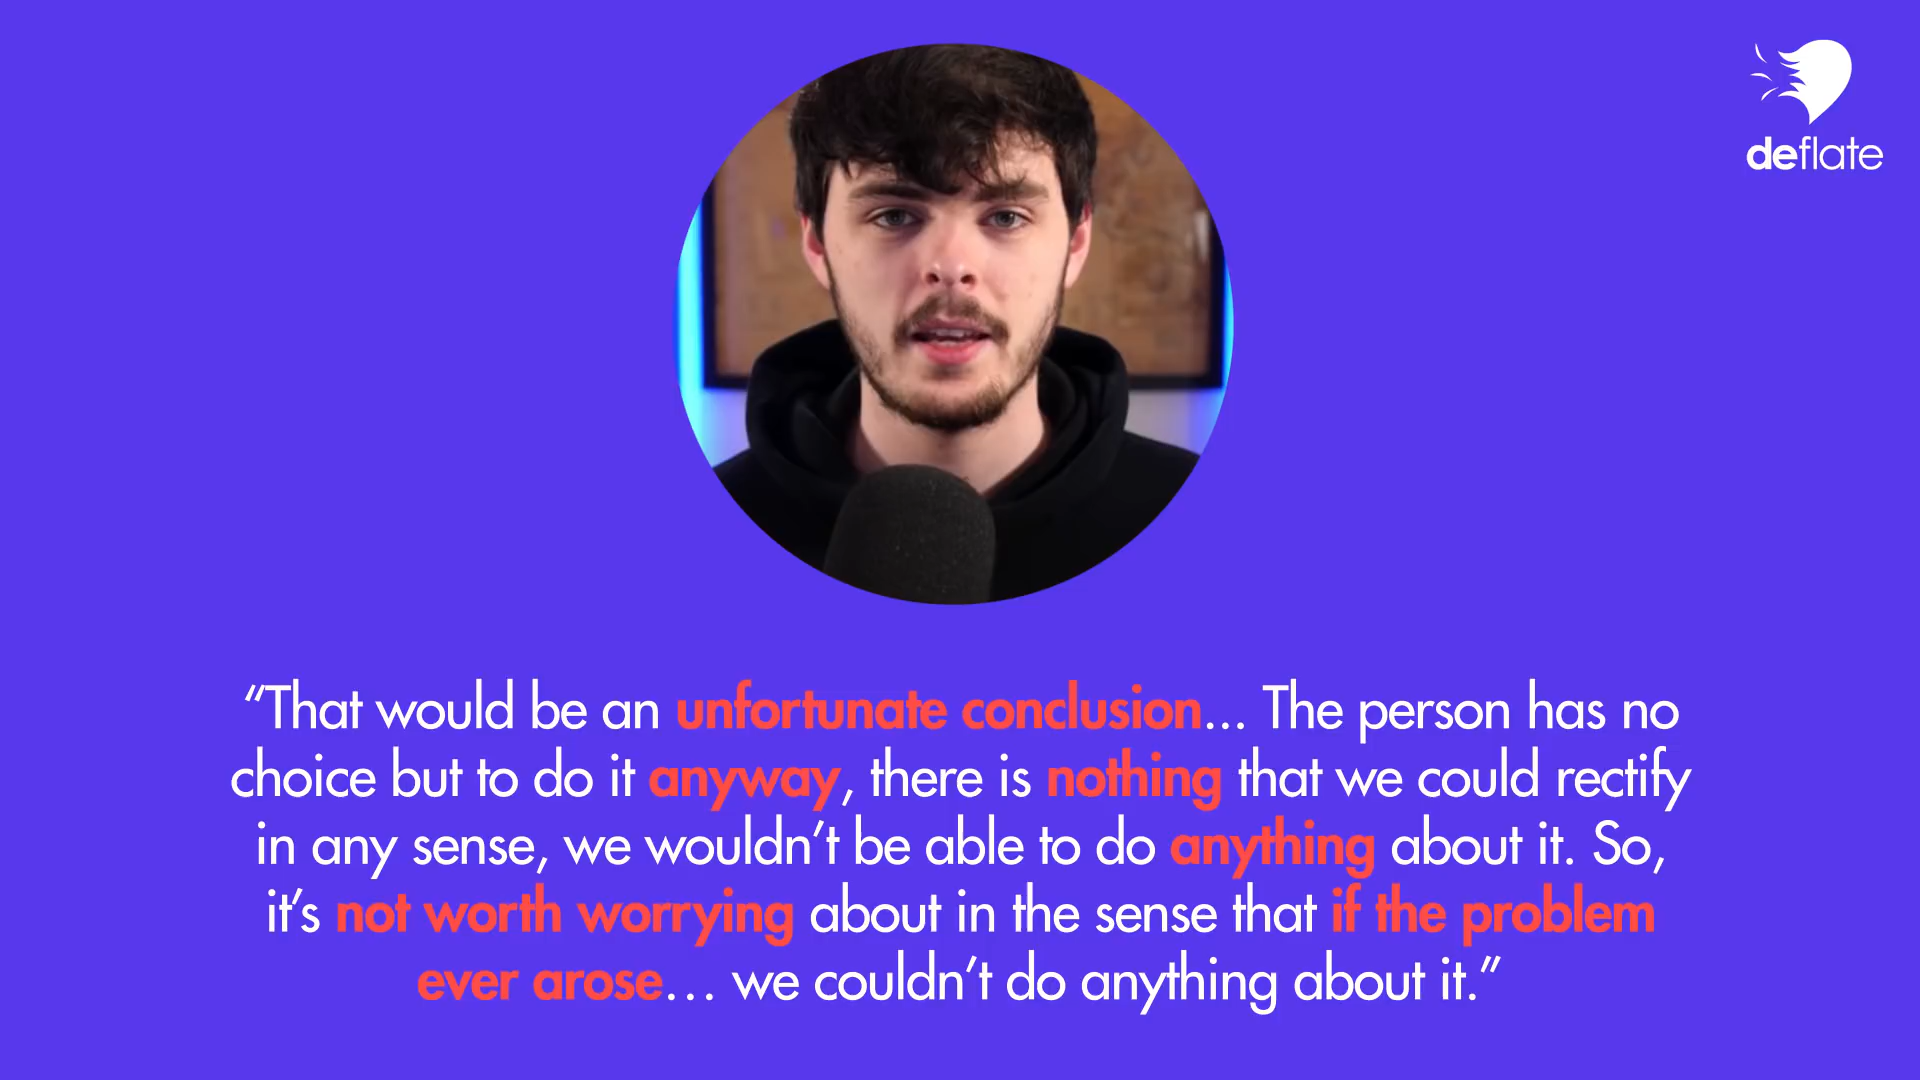 deflate
“That would be an unfortunate conclusion... The person has no
choice but to do it anyway, there is nothing that we could rectify
in any sense, we wouldn’t be able to do anything about it. So,
it’s not worth worrying about in the sense that if the problem
ever arose... we couldn’t do anything about it.”